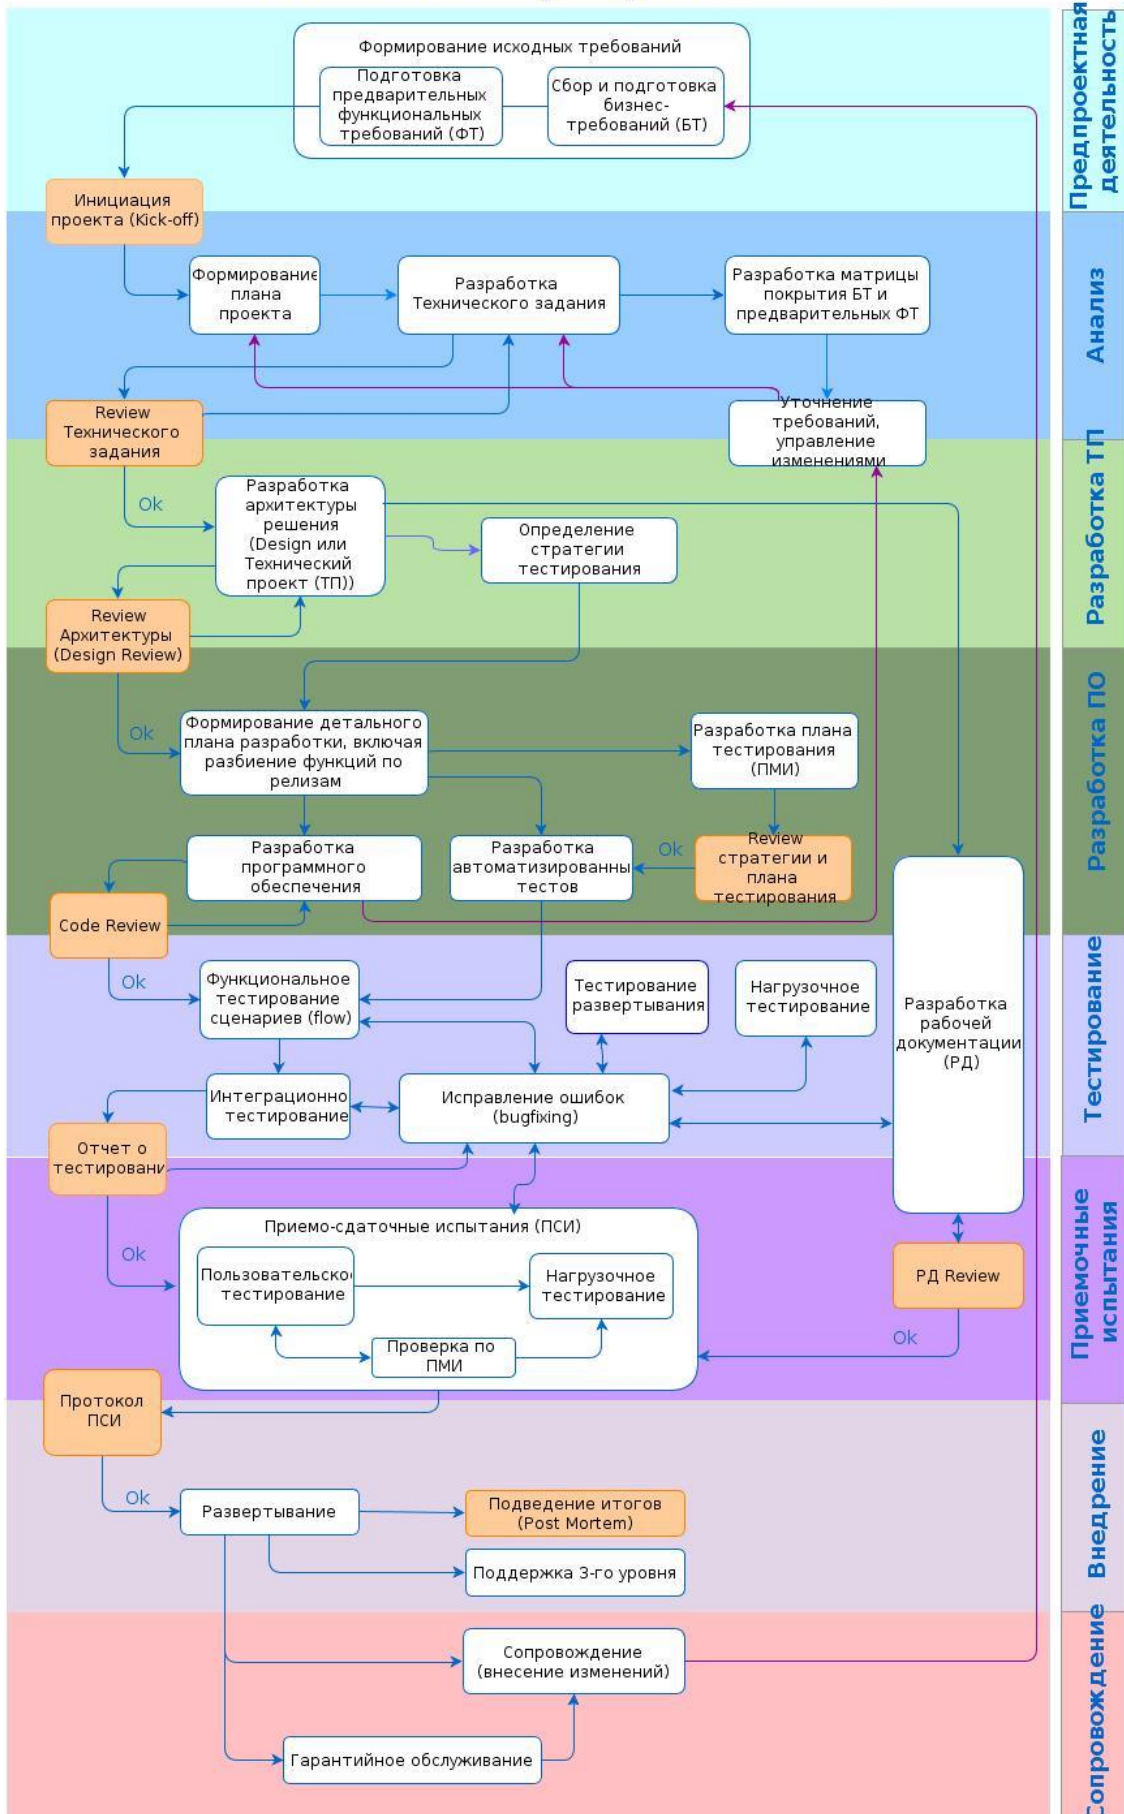 Формирование исходных требований
Подготовка
предварительных
функциональных
требований (ФТ)
Сбор и подготовка
бизнес-
требований (БТ)
Предпроектная
деятельность
Инициация
проекта (Kick-off)
Формирование
плана
проекта
Разработка
Технического задания
Разработка матрицы
покрытия БТ и
предварительных ФТ
Анализ
Review
Технического
задания
Уточнение
требований,
управление
изменениями
Ok
Разработка
архитектуры
решения
(Design или
Технический
проект (ТП))
Определение
стратегии
тестирования
Разработка ТП
Review
Архитектуры
(Design Review)
Ok
Формирование детального
плана разработки, включая
разбиение функций по
релизам
Разработка плана
тестирования
(ПМИ)
Разработка ПО
Разработка
программного
обеспечения
Разработка
автоматизированны
тестов
Ok
Review
стратегии и
плана
тестирования
Code Review
Ok
Функциональное
тестирование
сценариев (flow)
Тестирование
развертывания
Нагрузочное
тестирование
Разработка
рабочей
документации
(РД)
Тестирование
Интеграционно
тестирование
Исправление ошибок
(bugfixing)
Отчет о
тестировани
Ok
Приемо-сдаточные испытания (ПСИ)
Пользовательско
тестирование
Нагрузочное
тестирование
Проверка по
ПМИ
РД Review
Ok
Приемочные
испытания
Протокол
ПСИ
Ok
Развертывание
Подведение итогов
(Post Mortem)
Поддержка 3-го уровня
Внедрение
Сопровождение
(внесение изменений)
Гарантийное обслуживание
Сопровождение